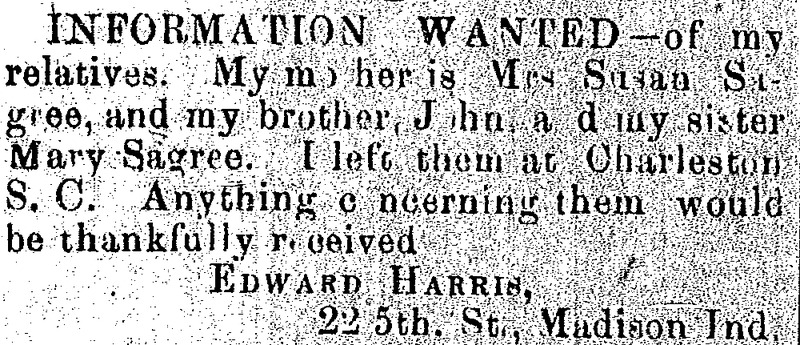 INFORMATION WANTED—of my
relatives. My mother is Mrs Susan Sa-
gree, and my brother, John, and my sister
Mary Sagree. I left them at Charleston
S. C. Anything concerning them would
be thankfully received
EDWARD HARRIS,
22 5th. St., Madison Ind.